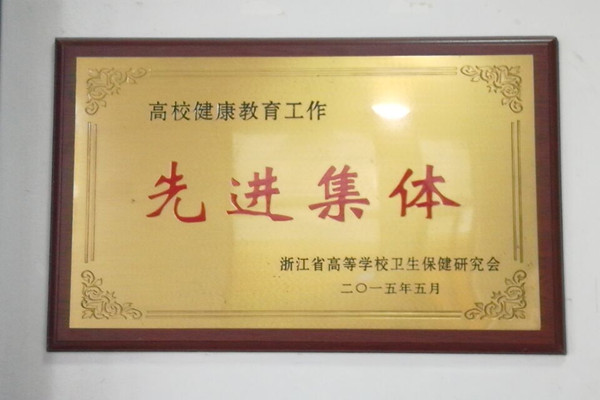 高校健康教育工作
先进集体
浙江省高等学校卫生保健研究会
二〇一五年五月